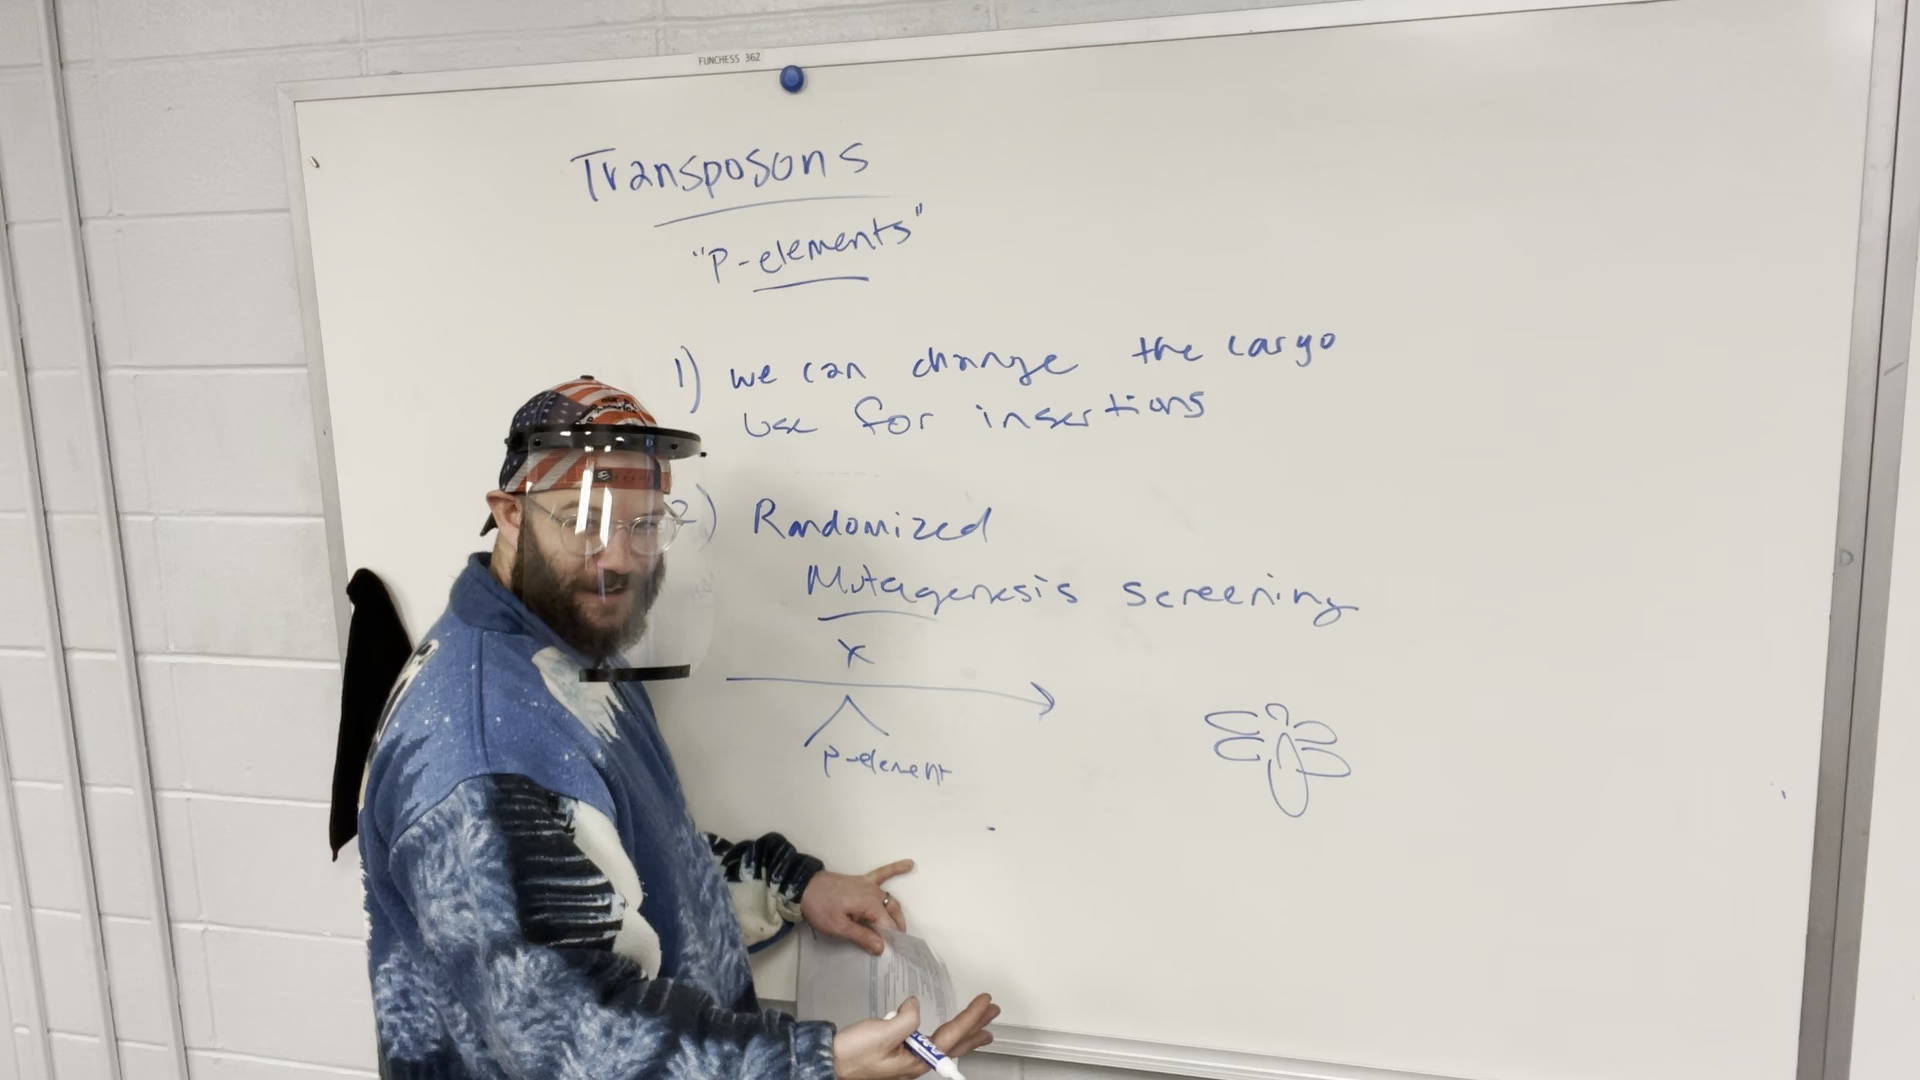 FUNCHESS 362
Transposons
"P-elements"
1) we can change the cargo
use for insertions
2) Randomized
Mutagenesis screening
X
p-element